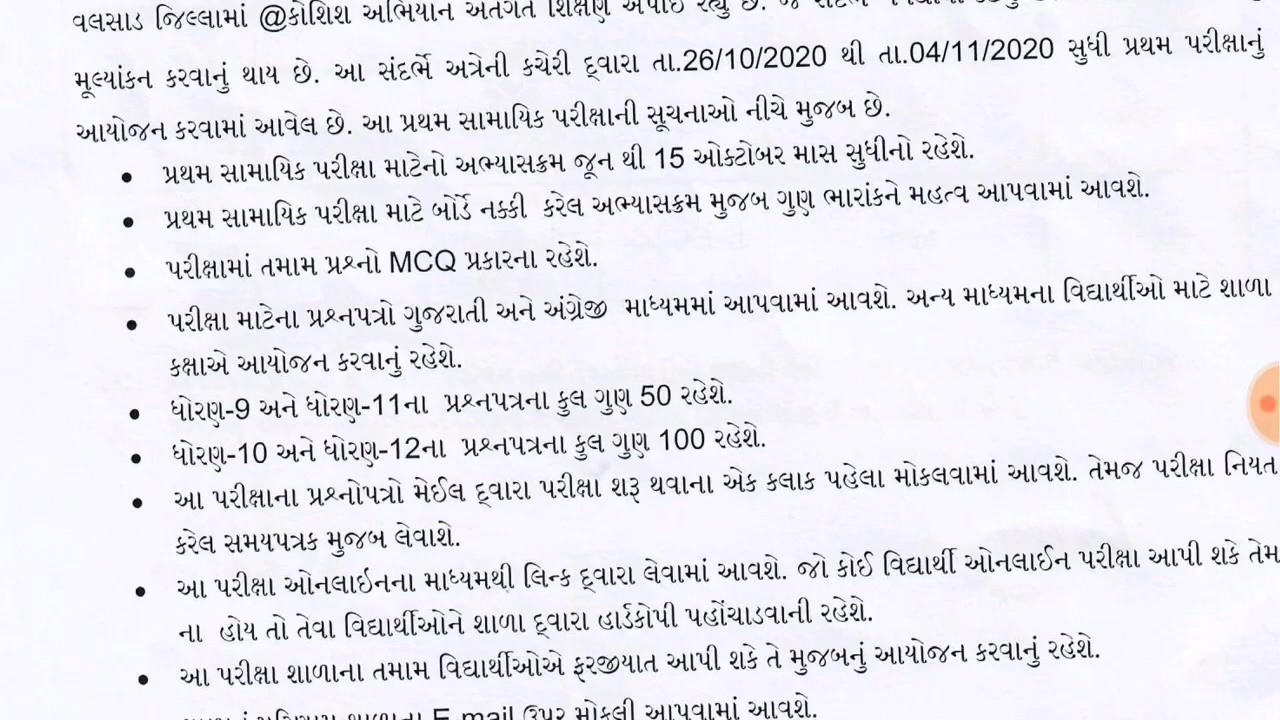 વલસાડ જિલ્લામાં @કોશિશ અભિયાન અંતર્ગત શિક્ષણ અપાઈ રહ્યુ છે.
મૂલ્યાંકન કરવાનું થાય છે. આ સંદર્ભે અત્રેની કચેરી દ્વારા તા.26/10/2020 થી તા.04/11/2020 સુધી પ્રથમ પરીક્ષાનું
આયોજન કરવામાં આવેલ છે. આ પ્રથમ સામાયિક પરીક્ષાની સૂચનાઓ નીચે મુજબ છે.
• પ્રથમ સામાયિક પરીક્ષા માટેનો અભ્યાસક્રમ જૂન થી 15 ઓક્ટોબર માસ સુધીનો રહેશે.
• પ્રથમ સામાયિક પરીક્ષા માટે બોર્ડે નક્કી કરેલ અભ્યાસક્રમ મુજબ ગુણ ભારાંકને મહત્વ આપવામાં આવશે.
• પરીક્ષામાં તમામ પ્રશ્નો MCQ પ્રકારના રહેશે.
• પરીક્ષા માટેના પ્રશ્નપત્રો ગુજરાતી અને અંગ્રેજી માધ્યમમાં આપવામાં આવશે. અન્ય માધ્યમના વિદ્યાર્થીઓ માટે શાળા
કક્ષાએ આયોજન કરવાનું રહેશે.
• ધોરણ-9 અને ધોરણ-11ના પ્રશ્નપત્રના કુલ ગુણ 50 રહેશે.
• ધોરણ-10 અને ધોરણ-12ના પ્રશ્નપત્રના કુલ ગુણ 100 રહેશે.
• આ પરીક્ષાના પ્રશ્નોપત્રો મેઈલ દ્વારા પરીક્ષા શરૂ થવાના એક કલાક પહેલા મોકલવામાં આવશે. તેમજ પરીક્ષા નિયત
કરેલ સમયપત્રક મુજબ લેવાશે.
• આ પરીક્ષા ઓનલાઇનના માધ્યમથી લિન્ક દ્વારા લેવામાં આવશે. જો કોઈ વિદ્યાર્થી ઓનલાઈન પરીક્ષા આપી શકે તેમ
ના હોય તો તેવા વિદ્યાર્થીઓને શાળા દ્વારા હાર્ડકોપી પહોંચાડવાની રહેશે.
• આ પરીક્ષા શાળાના તમામ વિદ્યાર્થીઓએ ફરજીયાત આપી શકે તે મુજબનું આયોજન કરવાનું રહેશે.
શાળાના E-mail ઉપર મોકલી આપવામાં આવશે.